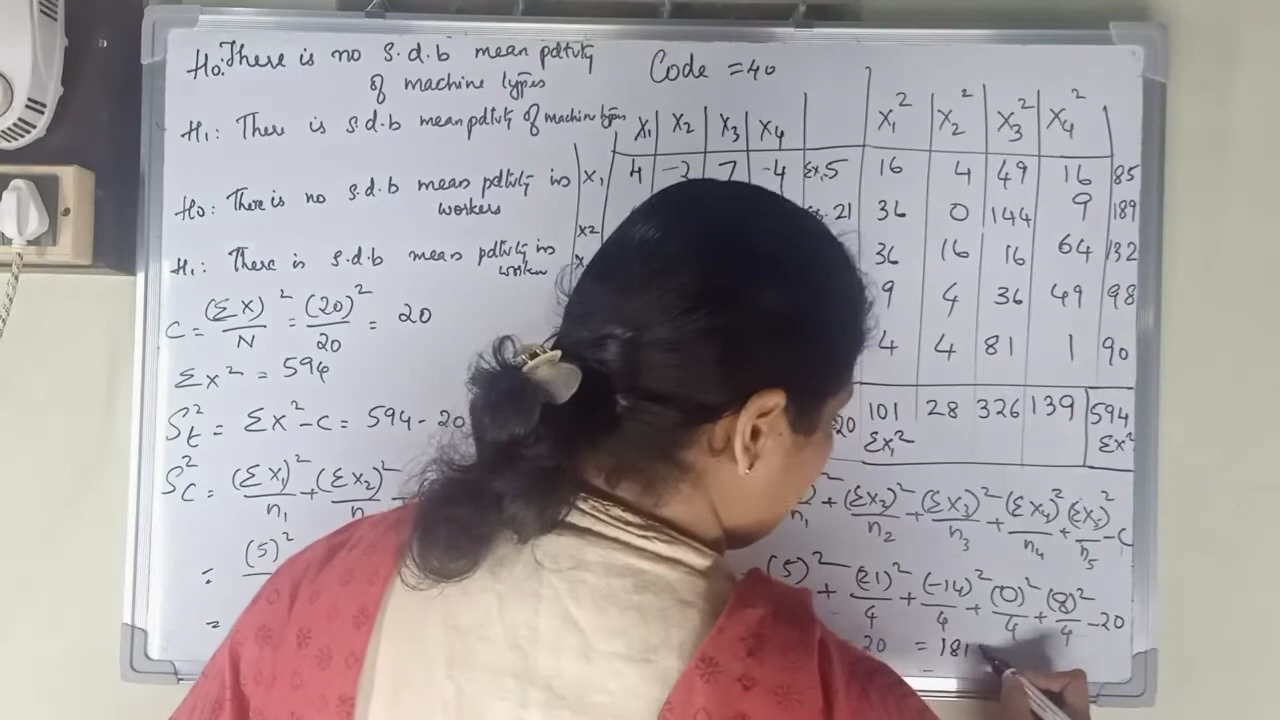 H₀: There is no s.d.b mean pdtvty
of machine types
Code = 40
H₁: There is s.d.b mean pdtvty of machine types
H₀: There is no s.d.b mean pdtvty in
workers
H₁: There is s.d.b mean pdtvty in
workers
X₁ X₂ X₃ X₄ X₁² X₂² X₃² X₄²
X₁ 4 -2 7 -4 Σx₁5 16 4 49 16 85
X2 21 36 0 144 9 189
36 16 16 64 132
9 4 36 49 98
4 4 81 1 90
20 101 28 326 139 594
Σx₁² Σx²
C = (Σx)²/N = (20)²/20 = 20
Σx² = 594
S_t² = Σx² - C = 594 - 20
S_C² = (Σx₁)²/n₁ + (Σx₂)²/n
= (5)²
=
²/n₁ + (Σx₂)²/n₂ + (Σx₃)²/n₃ + (Σx₄)²/n₄ + (Σx₅)²/n₅ - C
(5)² + (21)²/4 + (-14)²/4 + (0)²/4 + (8)²/4 - 20
20 = 181